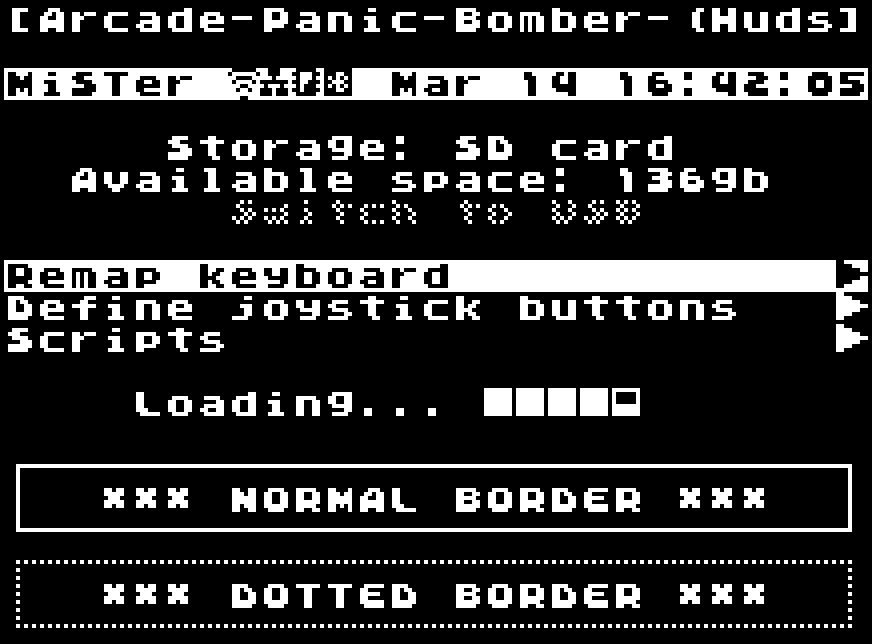 [Arcade-Panic-Bomber-(Huds]
MiSTer Mar 14 16:42:05
Storage: SD card
Available space: 1369b
Switch to USB
Remap keyboard
Define joystick buttons
Scripts
Loading...
*** NORMAL BORDER ***
*** DOTTED BORDER ***